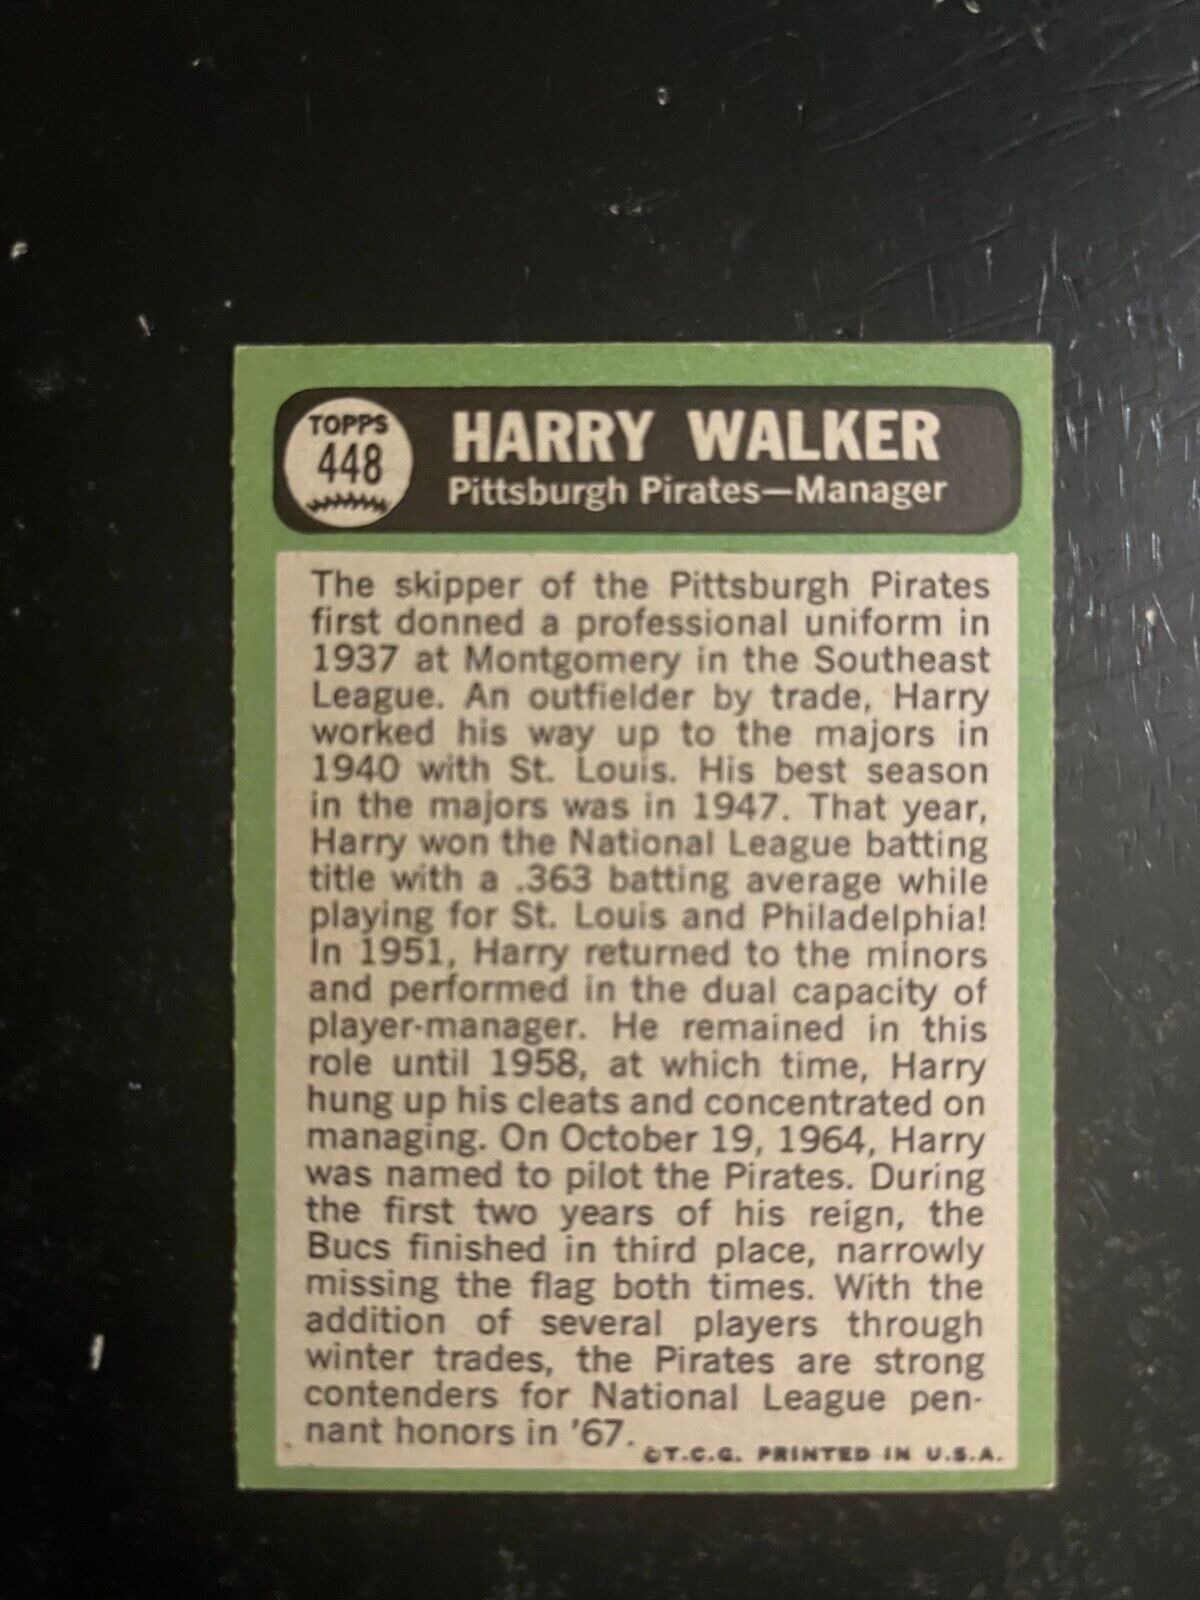 TOPPS
448
HARRY WALKER
Pittsburgh Pirates—Manager
The skipper of the Pittsburgh Pirates
first donned a professional uniform in
1937 at Montgomery in the Southeast
League. An outfielder by trade, Harry
worked his way up to the majors in
1940 with St. Louis. His best season
in the majors was in 1947. That year,
Harry won the National League batting
title with a .363 batting average while
playing for St. Louis and Philadelphia!
In 1951, Harry returned to the minors
and performed in the dual capacity of
player-manager. He remained in this
role until 1958, at which time, Harry
hung up his cleats and concentrated on
managing. On October 19, 1964, Harry
was named to pilot the Pirates. During
the first two years of his reign, the
Bucs finished in third place, narrowly
missing the flag both times. With the
addition of several players through
winter trades, the Pirates are strong
contenders for National League pen-
nant honors in '67.
©T.C.G. PRINTED IN U.S.A.